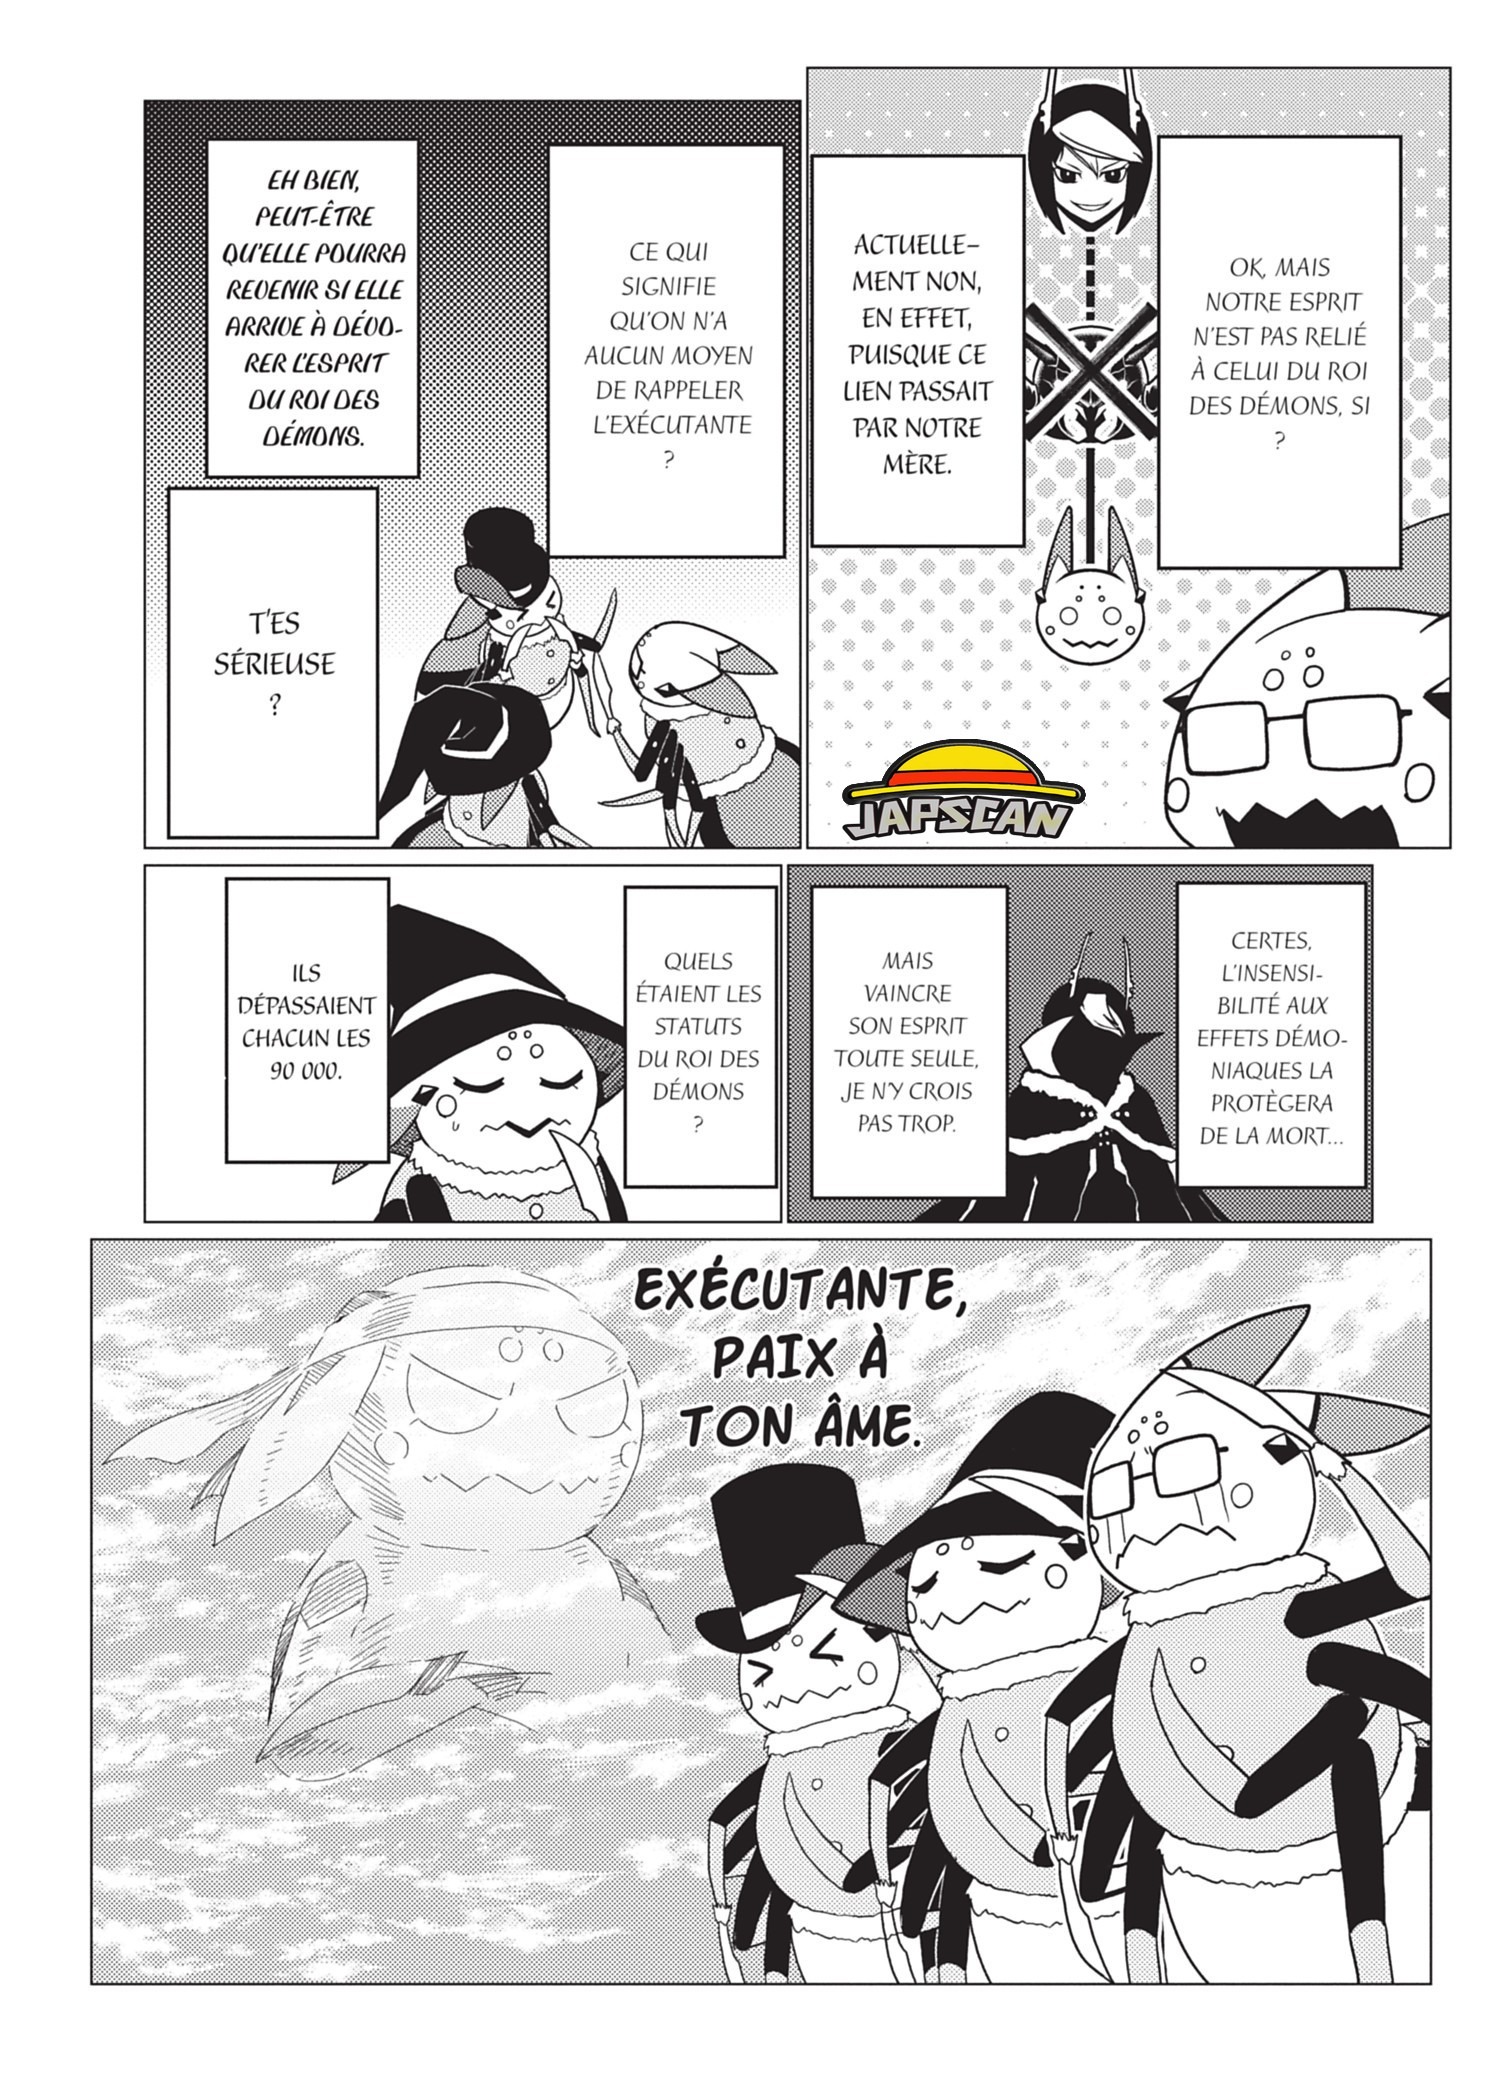 OK, MAIS
NOTRE ESPRIT
N'EST PAS RELIÉ
À CELUI DU ROI
DES DÉMONS, SI
?
ACTUELLE-
MENT NON,
EN EFFET,
PUISQUE CE
LIEN PASSAIT
PAR NOTRE
MÈRE.
JAPSCAN
CE QUI
SIGNIFIE
QU'ON N'A
AUCUN MOYEN
DE RAPPELER
L'EXÉCUTANTE
?
EH BIEN,
PEUT-ÊTRE
QU'ELLE POURRA
REVENIR SI ELLE
ARRIVE À DÉVO-
RER L'ESPRIT
DU ROI DES
DÉMONS.
T'ES
SÉRIEUSE
?
CERTES,
L'INSENSI-
BILITÉ AUX
EFFETS DÉMO-
NIAQUES LA
PROTÈGERA
DE LA MORT...
MAIS
VAINCRE
SON ESPRIT
TOUTE SEULE,
JE N'Y CROIS
PAS TROP.
QUELS
ÉTAIENT LES
STATUTS
DU ROI DES
DÉMONS
?
ILS
DÉPASSAIENT
CHACUN LES
90 000.
EXÉCUTANTE,
PAIX À
TON ÂME.